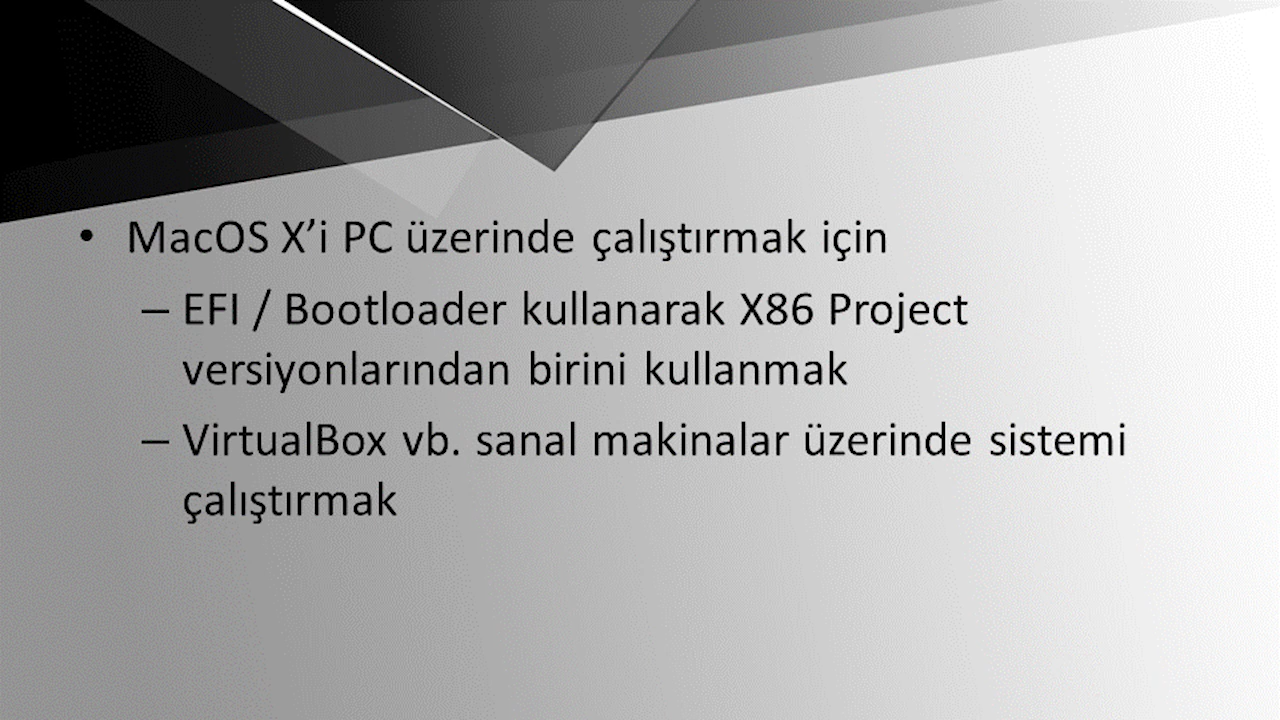 • MacOS X’i PC üzerinde çalıştırmak için
– EFI / Bootloader kullanarak X86 Project
versiyonlarından birini kullanmak
– VirtualBox vb. sanal makinalar üzerinde sistemi
çalıştırmak